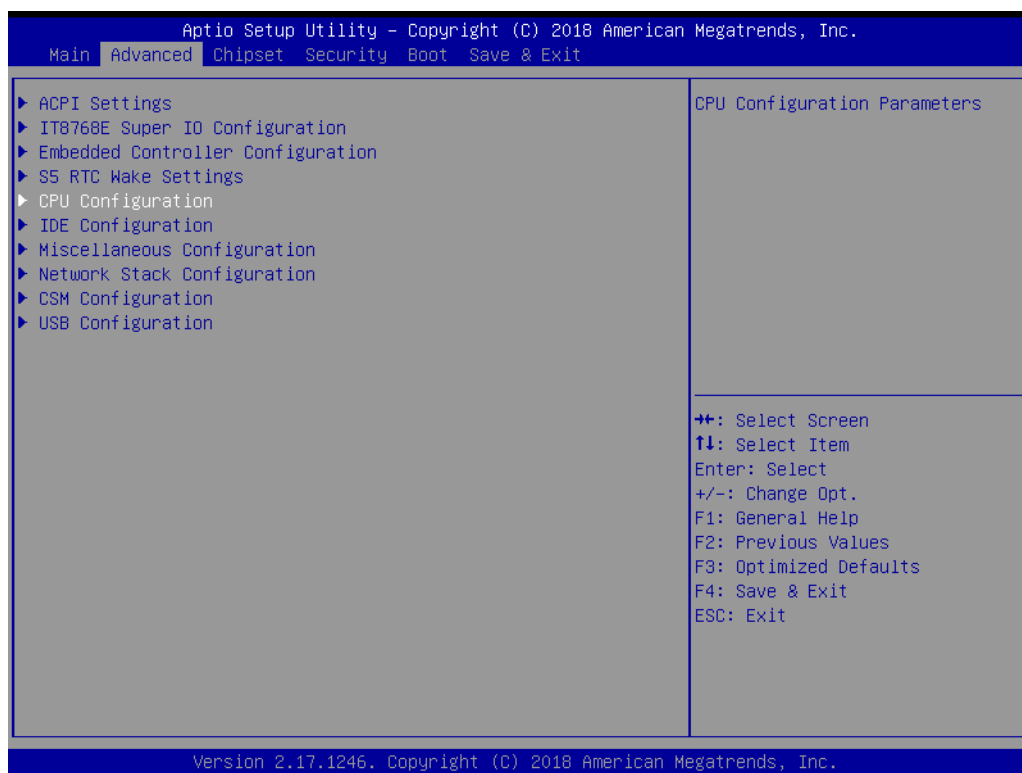 Aptio Setup Utility – Copyright (C) 2018 American Megatrends, Inc.
Main Advanced Chipset Security Boot Save & Exit
ACPI Settings
IT8768E Super IO Configuration
Embedded Controller Configuration
S5 RTC Wake Settings
CPU Configuration
IDE Configuration
Miscellaneous Configuration
Network Stack Configuration
CSM Configuration
USB Configuration
CPU Configuration Parameters
→←: Select Screen
↑↓: Select Item
Enter: Select
+/-: Change Opt.
F1: General Help
F2: Previous Values
F3: Optimized Defaults
F4: Save & Exit
ESC: Exit
Version 2.17.1246. Copyright (C) 2018 American Megatrends, Inc.